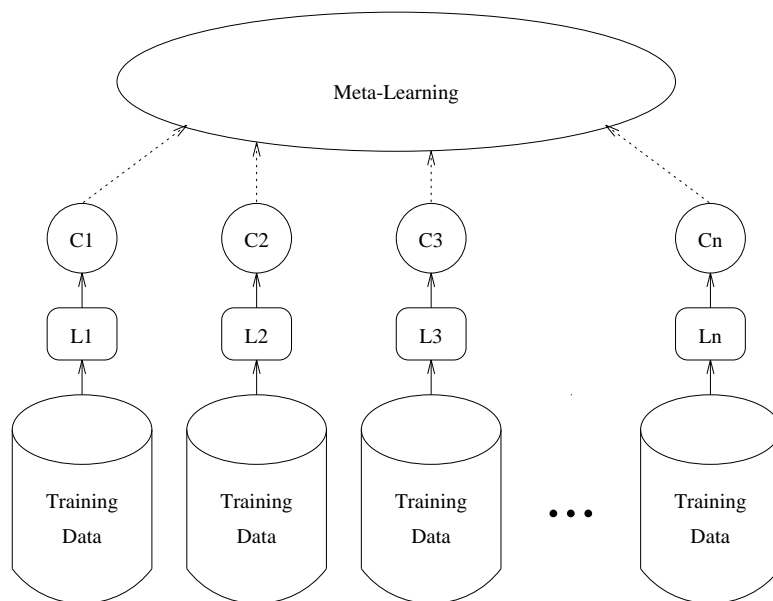 Meta-Learning
C1
C2
C3
Cn
L1
L2
L3
Ln
Training
Data
Training
Data
Training
Data
...
Training
Data